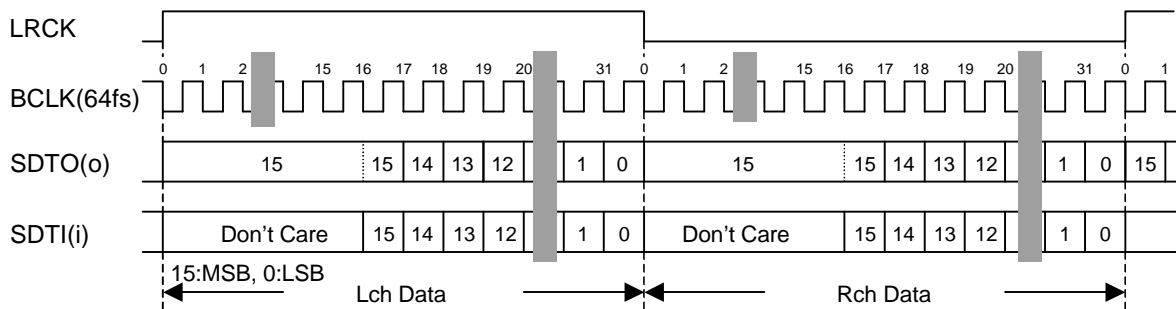 LRCK
0 1 2 15 16 17 18 19 20 31 0 1 2 15 16 17 18 19 20 31 0 1
BCLK(64fs)
SDTO(o) 15 15 14 13 12 1 0 15 15 14 13 12 1 0 15
SDTI(i) Don't Care 15 14 13 12 1 0 Don't Care 15 14 13 12 1 0
15:MSB, 0:LSB
Lch Data Rch Data